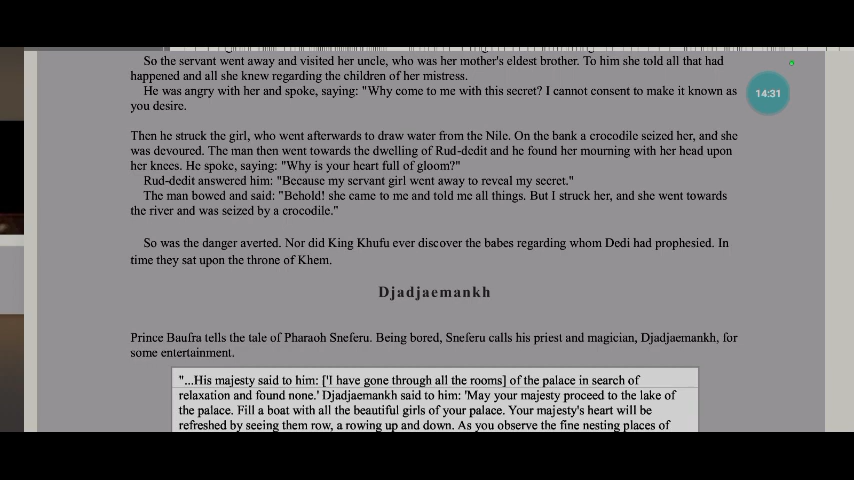 So the servant went away and visited her uncle, who was her mother's eldest brother. To him she told all that had
happened and all she knew regarding the children of her mistress.
He was angry with her and spoke, saying: "Why come to me with this secret? I cannot consent to make it known as
you desire.
14:31
Then he struck the girl, who went afterwards to draw water from the Nile. On the bank a crocodile seized her, and she
was devoured. The man then went towards the dwelling of Rud-dedit and he found her mourning with her head upon
her knees. He spoke, saying: "Why is your heart full of gloom?"
Rud-dedit answered him: "Because my servant girl went away to reveal my secret."
The man bowed and said: "Behold! she came to me and told me all things. But I struck her, and she went towards
the river and was seized by a crocodile."
So was the danger averted. Nor did King Khufu ever discover the babes regarding whom Dedi had prophesied. In
time they sat upon the throne of Khem.
Djadjaemankh
Prince Baufra tells the tale of Pharaoh Sneferu. Being bored, Sneferu calls his priest and magician, Djadjaemankh, for
some entertainment.
"...His majesty said to him: ['I have gone through all the rooms] of the palace in search of
relaxation and found none.' Djadjaemankh said to him: 'May your majesty proceed to the lake of
the palace. Fill a boat with all the beautiful girls of your palace. Your majesty's heart will be
refreshed by seeing them row, a rowing up and down. As you observe the fine nesting places of